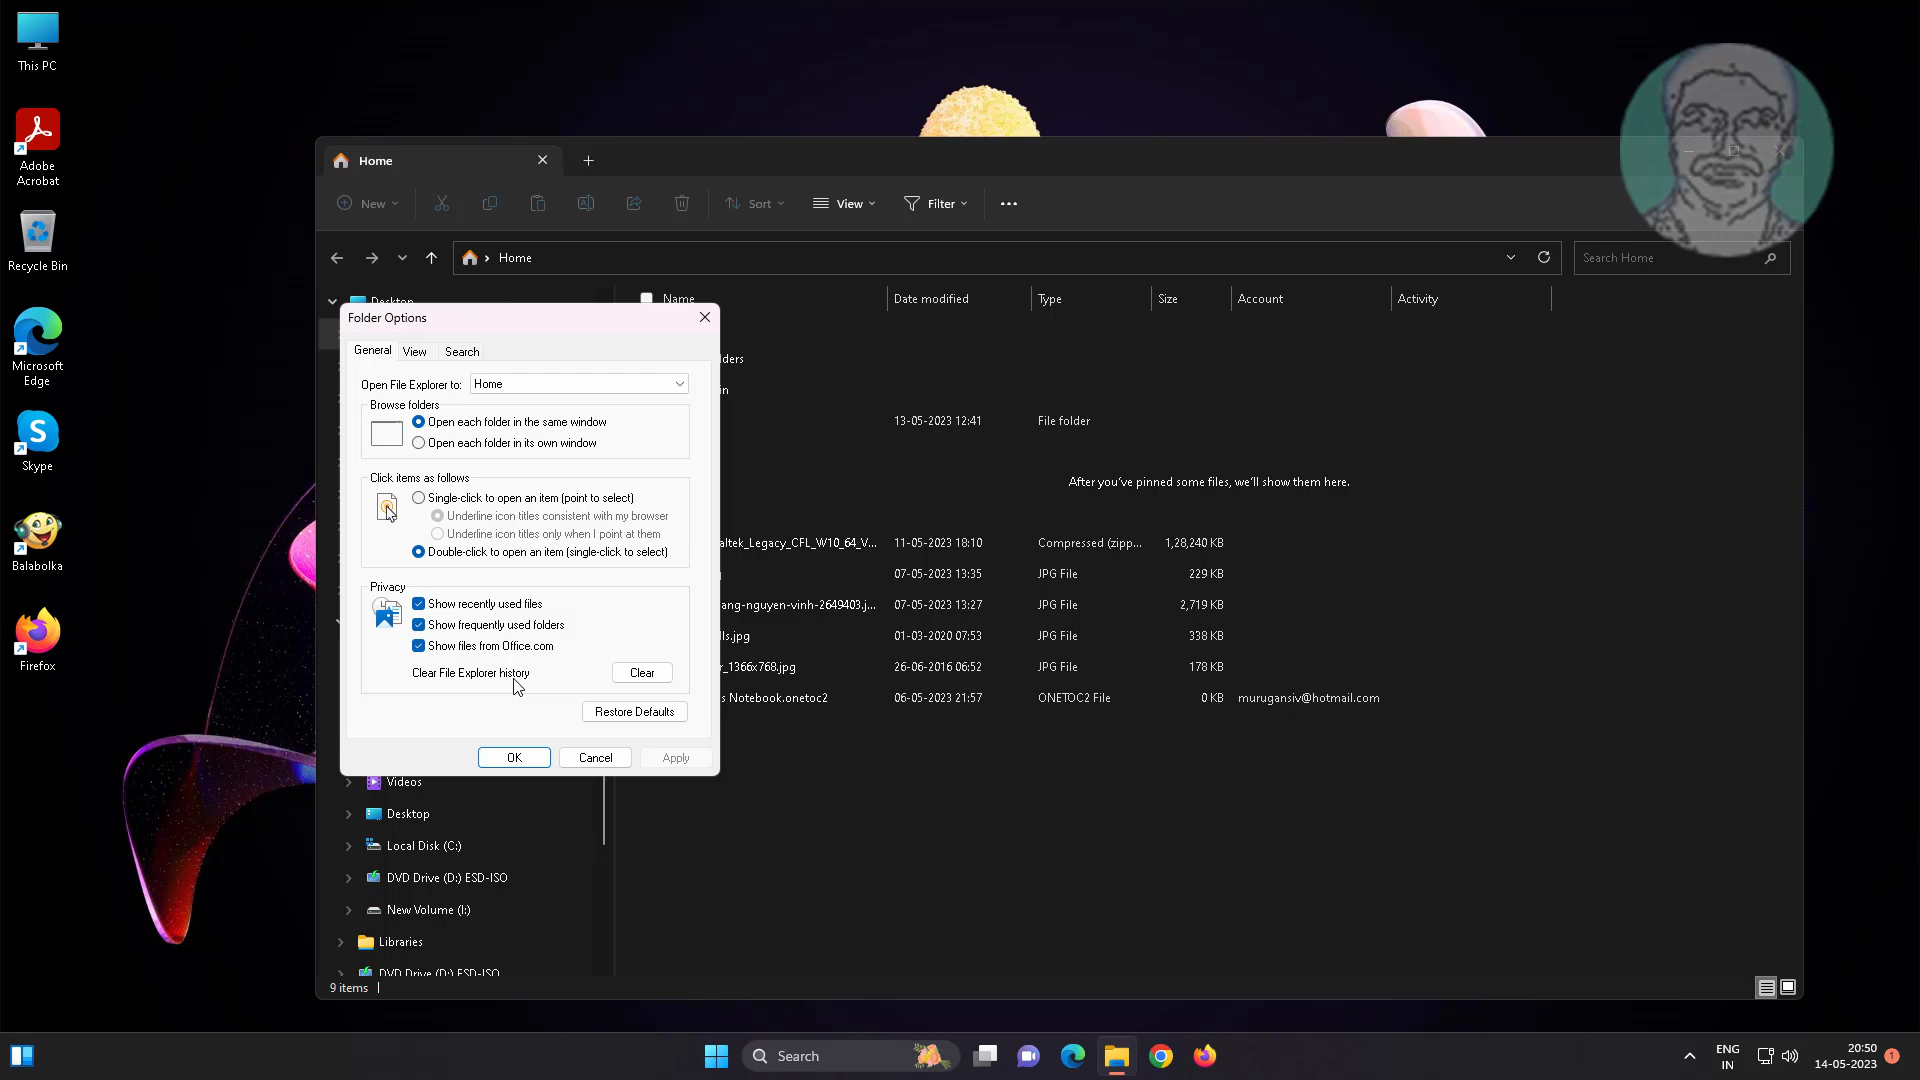 This PC
Adobe
Acrobat
Recycle Bin
Microsoft
Edge
Skype
Balabolka
Firefox
Home
New
Sort
View
Filter
Home
Search Home
Desktop
Name
Date modified
Type
Size
Account
Activity
Folder Options
General
View
Search
Open File Explorer to:
Home
Browse folders
Open each folder in the same window
Open each folder in its own window
Click items as follows
Single-click to open an item (point to select)
Underline icon titles consistent with my browser
Underline icon titles only when I point at them
Double-click to open an item (single-click to select)
Privacy
Show recently used files
Show frequently used folders
Show files from Office.com
Clear File Explorer history
Clear
Restore Defaults
OK
Cancel
Apply
lders
in
13-05-2023 12:41 File folder
After you've pinned some files, we'll show them here.
altek_Legacy_CFL_W10_64_V... 11-05-2023 18:10 Compressed (zipp... 1,28,240 KB
07-05-2023 13:35 JPG File 229 KB
ang-nguyen-vinh-2649403.j... 07-05-2023 13:27 JPG File 2,719 KB
lls.jpg 01-03-2020 07:53 JPG File 338 KB
r_1366x768.jpg 26-06-2016 06:52 JPG File 178 KB
s Notebook.onetoc2 06-05-2023 21:57 ONETOC2 File 0 KB murugansiv@hotmail.com
Videos
Desktop
Local Disk (C:)
DVD Drive (D:) ESD-ISO
New Volume (I:)
Libraries
DVD Drive (D:) ESD-ISO
9 items
Search
ENG
IN
20:50
14-05-2023
1